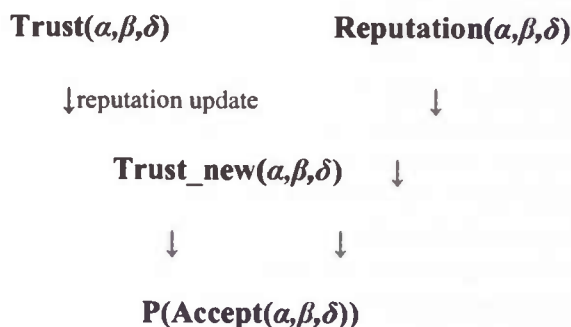 Trust(α,β,δ) Reputation(α,β,δ)
↓reputation update ↓
Trust_new(α,β,δ) ↓
↓ ↓
P(Accept(α,β,δ))